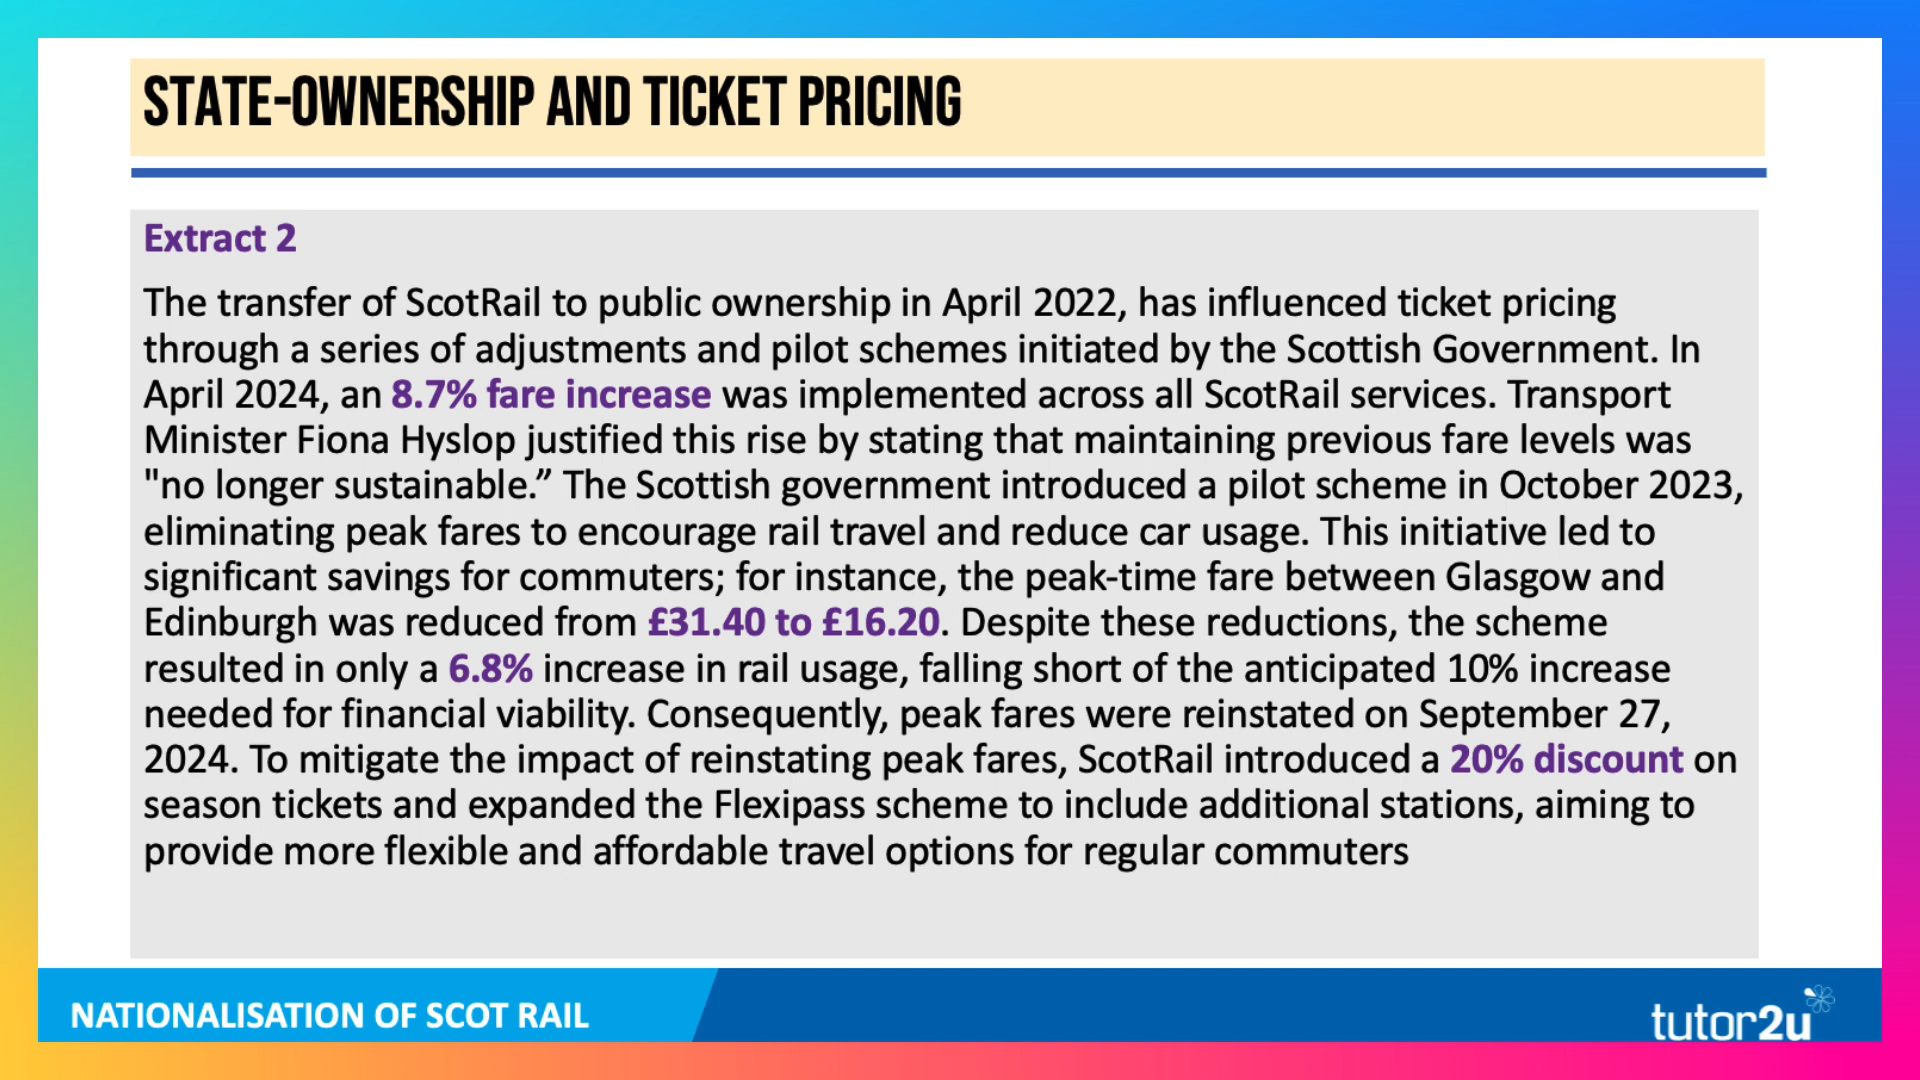 STATE-OWNERSHIP AND TICKET PRICING
Extract 2
The transfer of ScotRail to public ownership in April 2022, has influenced ticket pricing
through a series of adjustments and pilot schemes initiated by the Scottish Government. In
April 2024, an 8.7% fare increase was implemented across all ScotRail services. Transport
Minister Fiona Hyslop justified this rise by stating that maintaining previous fare levels was
"no longer sustainable.” The Scottish government introduced a pilot scheme in October 2023,
eliminating peak fares to encourage rail travel and reduce car usage. This initiative led to
significant savings for commuters; for instance, the peak-time fare between Glasgow and
Edinburgh was reduced from £31.40 to £16.20. Despite these reductions, the scheme
resulted in only a 6.8% increase in rail usage, falling short of the anticipated 10% increase
needed for financial viability. Consequently, peak fares were reinstated on September 27,
2024. To mitigate the impact of reinstating peak fares, ScotRail introduced a 20% discount on
season tickets and expanded the Flexipass scheme to include additional stations, aiming to
provide more flexible and affordable travel options for regular commuters
NATIONALISATION OF SCOT RAIL
tutor2u